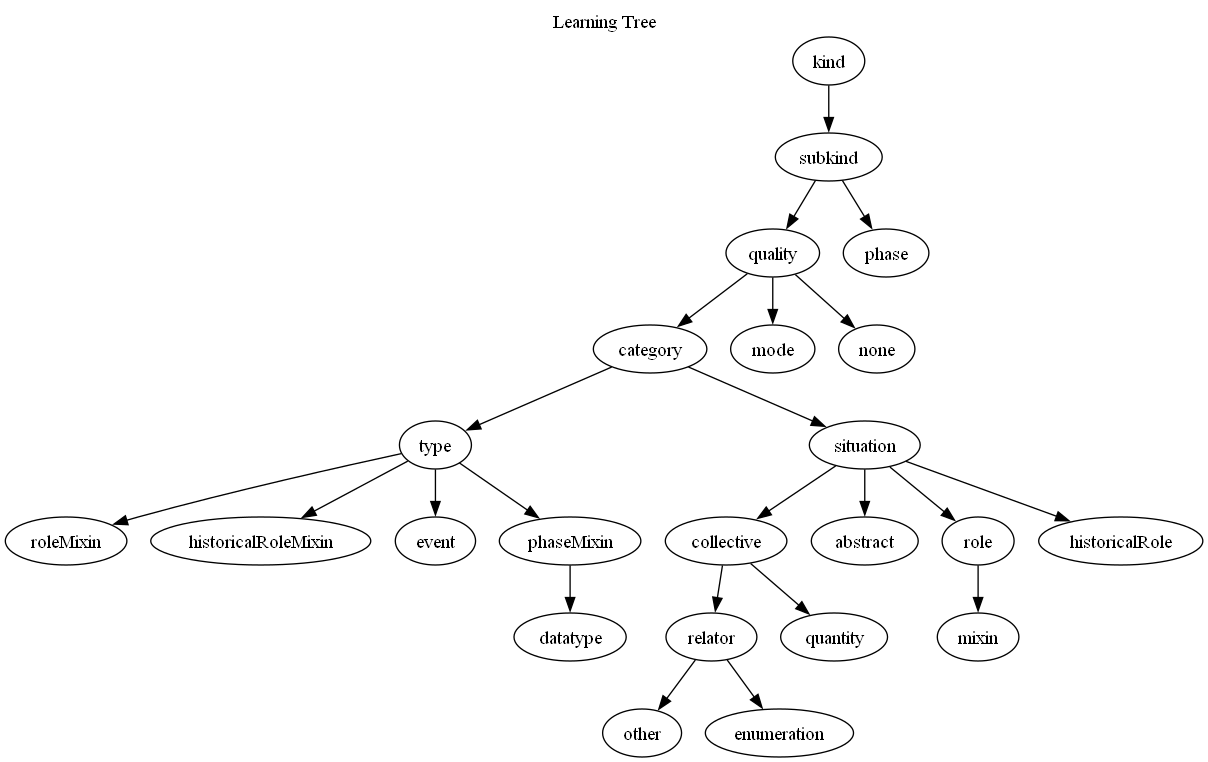 Learning Tree
kind
subkind
quality
phase
category
mode
none
type
situation
roleMixin
historicalRoleMixin
event
phaseMixin
collective
abstract
role
historicalRole
datatype
relator
quantity
mixin
other
enumeration